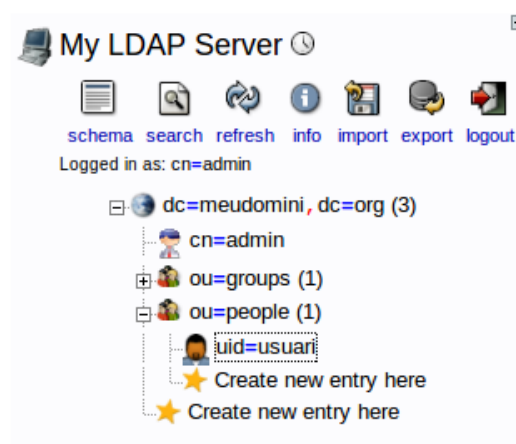 My LDAP Server
schema search refresh info import export logout
Logged in as: cn=admin
dc=meudomini,dc=org (3)
cn=admin
ou=groups (1)
ou=people (1)
uid=usuari
Create new entry here
Create new entry here